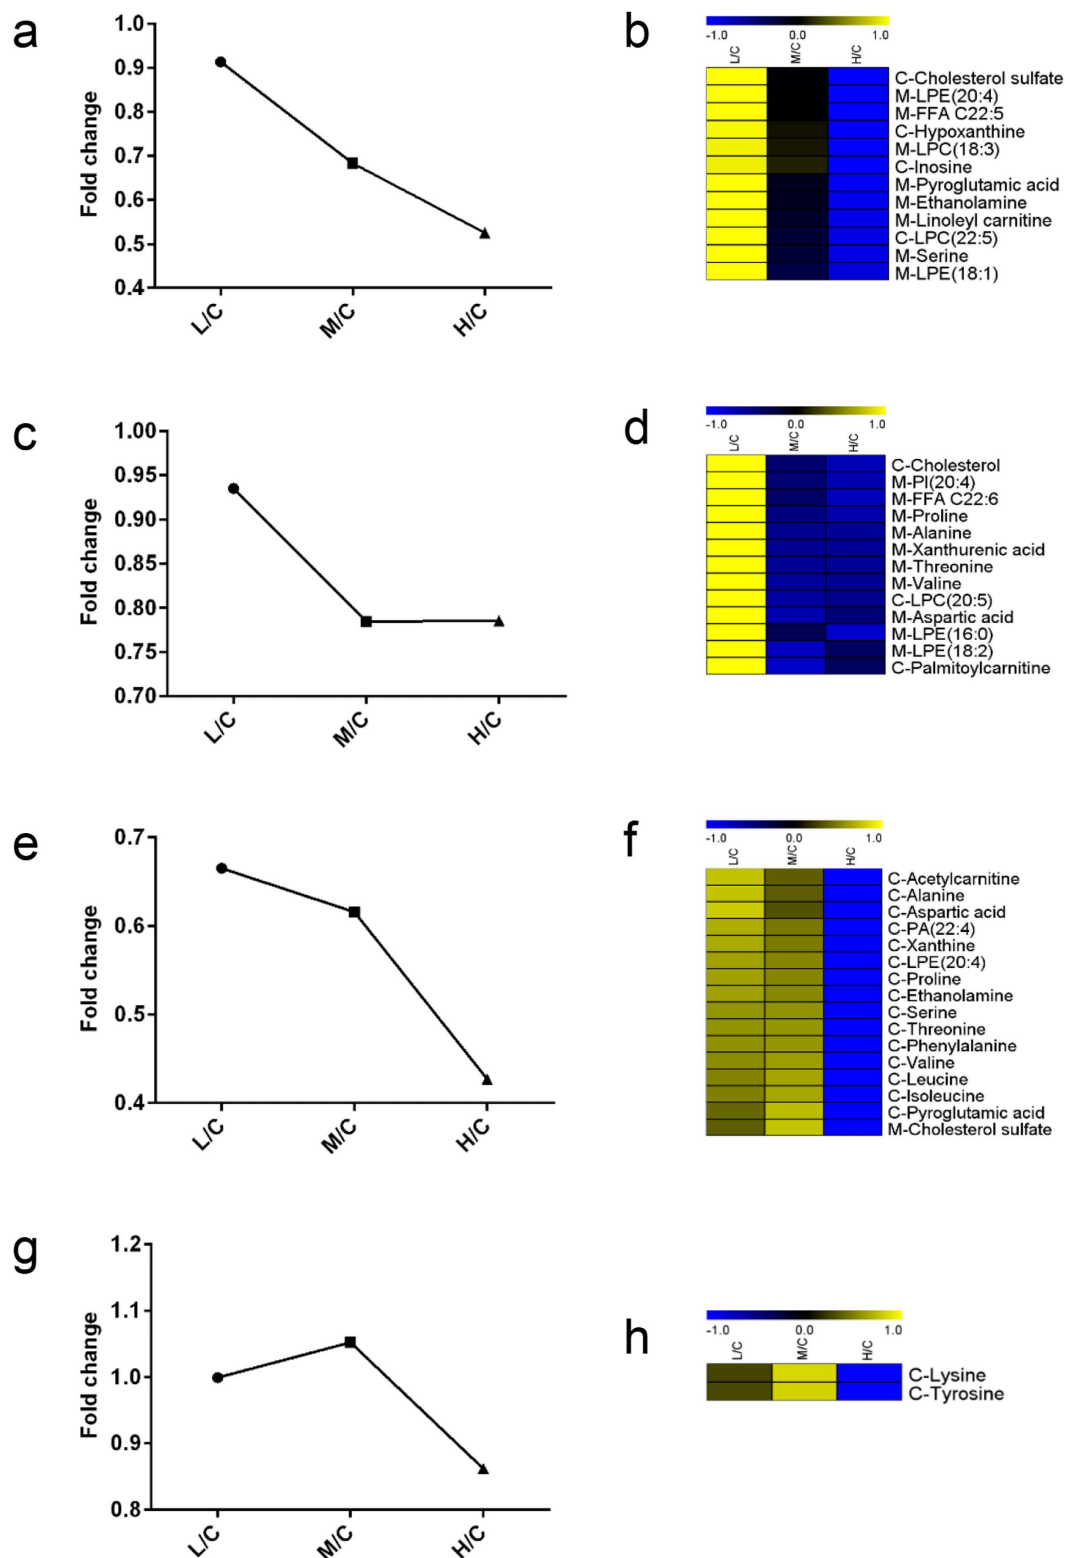 a
1.0
0.9
0.8
0.7
0.6
0.5
0.4
Fold change
L/C
M/C
H/C
b
-1.0 0.0 1.0
L/C M/C H/C
C-Cholesterol sulfate
M-LPE(20:4)
M-FFA C22:5
C-Hypoxanthine
M-LPC(18:3)
C-Inosine
M-Pyroglutamic acid
M-Ethanolamine
M-Linoleyl carnitine
C-LPC(22:5)
M-Serine
M-LPE(18:1)
c
1.00
0.95
0.90
0.85
0.80
0.75
0.70
Fold change
L/C
M/C
H/C
d
-1.0 0.0 1.0
L/C M/C H/C
C-Cholesterol
M-PI(20:4)
M-FFA C22:6
M-Proline
M-Alanine
M-Xanthurenic acid
M-Threonine
M-Valine
C-LPC(20:5)
M-Aspartic acid
M-LPE(16:0)
M-LPE(18:2)
C-Palmitoylcarnitine
e
0.7
0.6
0.5
0.4
Fold change
L/C
M/C
H/C
f
-1.0 0.0 1.0
L/C M/C H/C
C-Acetylcarnitine
C-Alanine
C-Aspartic acid
C-PA(22:4)
C-Xanthine
C-LPE(20:4)
C-Proline
C-Ethanolamine
C-Serine
C-Threonine
C-Phenylalanine
C-Valine
C-Leucine
C-Isoleucine
C-Pyroglutamic acid
M-Cholesterol sulfate
g
1.2
1.1
1.0
0.9
0.8
Fold change
L/C
M/C
H/C
h
-1.0 0.0 1.0
L/C M/C H/C
C-Lysine
C-Tyrosine